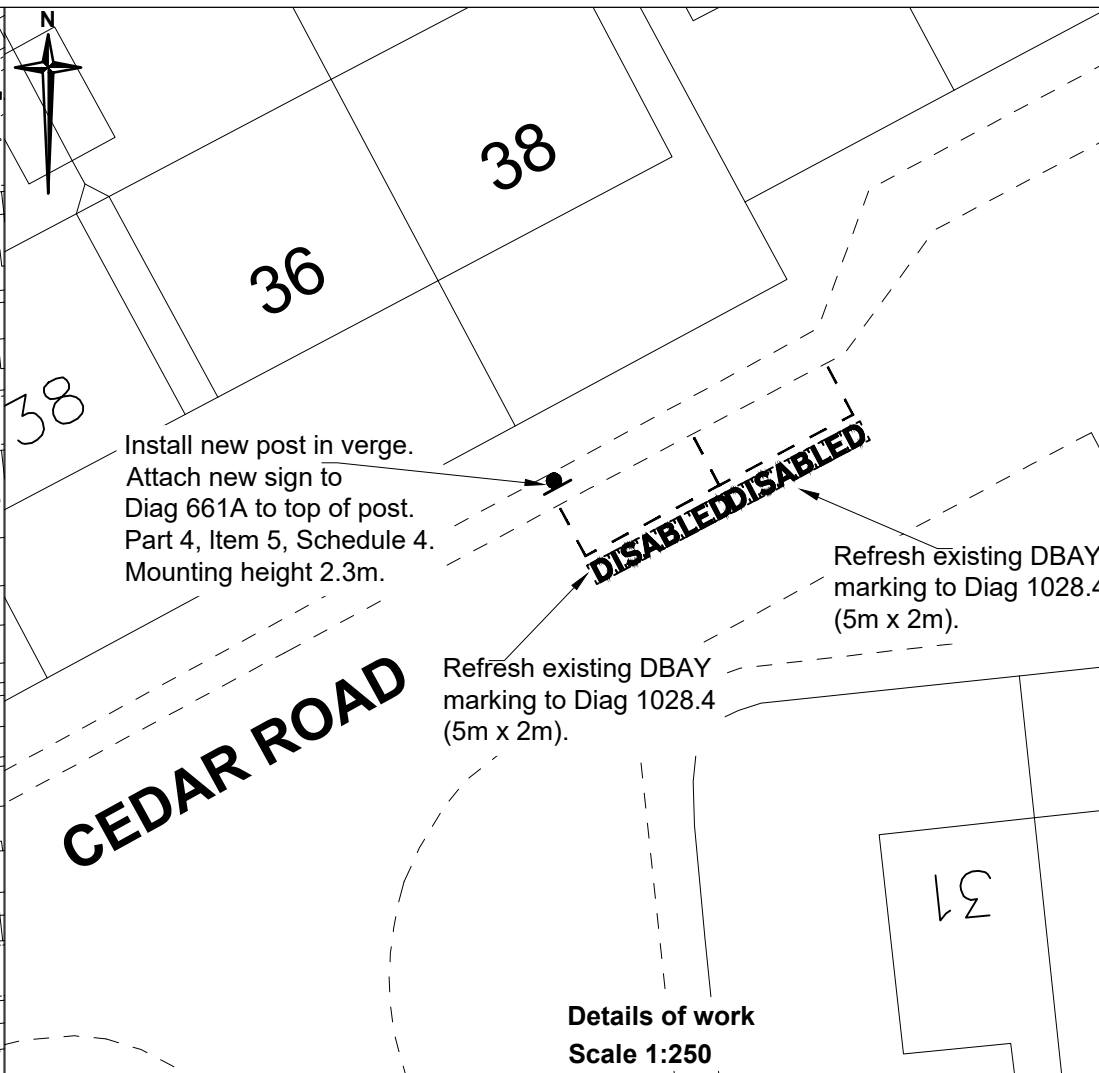 N
38
36
38
Install new post in verge.
Attach new sign to
Diag 661A to top of post.
Part 4, Item 5, Schedule 4.
Mounting height 2.3m.
DISABLED
DISABLED
Refresh existing DBAY
marking to Diag 1028.4
(5m x 2m).
Refresh existing DBAY
marking to Diag 1028.4
(5m x 2m).
CEDAR ROAD
31
Details of work
Scale 1:250